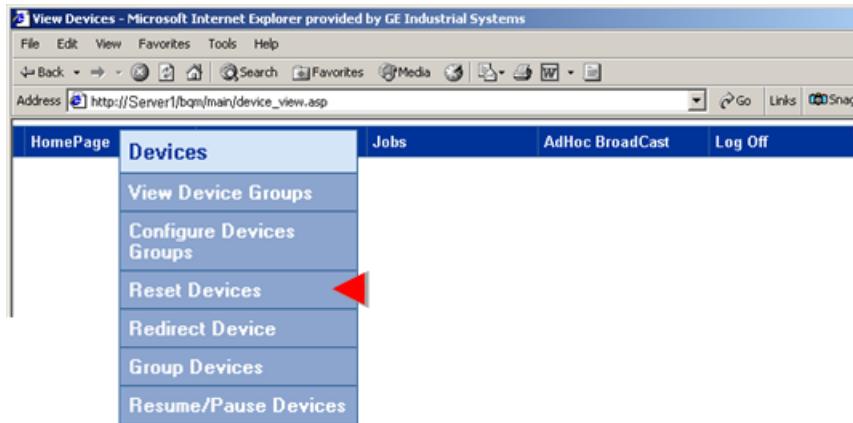 View Devices - Microsoft Internet Explorer provided by GE Industrial Systems
File Edit View Favorites Tools Help
Back Search Favorites Media
Address http://Server1/bqm/main/device_view.asp Go Links Snag
HomePage Devices Jobs AdHoc BroadCast Log Off
View Device Groups
Configure Devices
Groups
Reset Devices
Redirect Device
Group Devices
Resume/Pause Devices